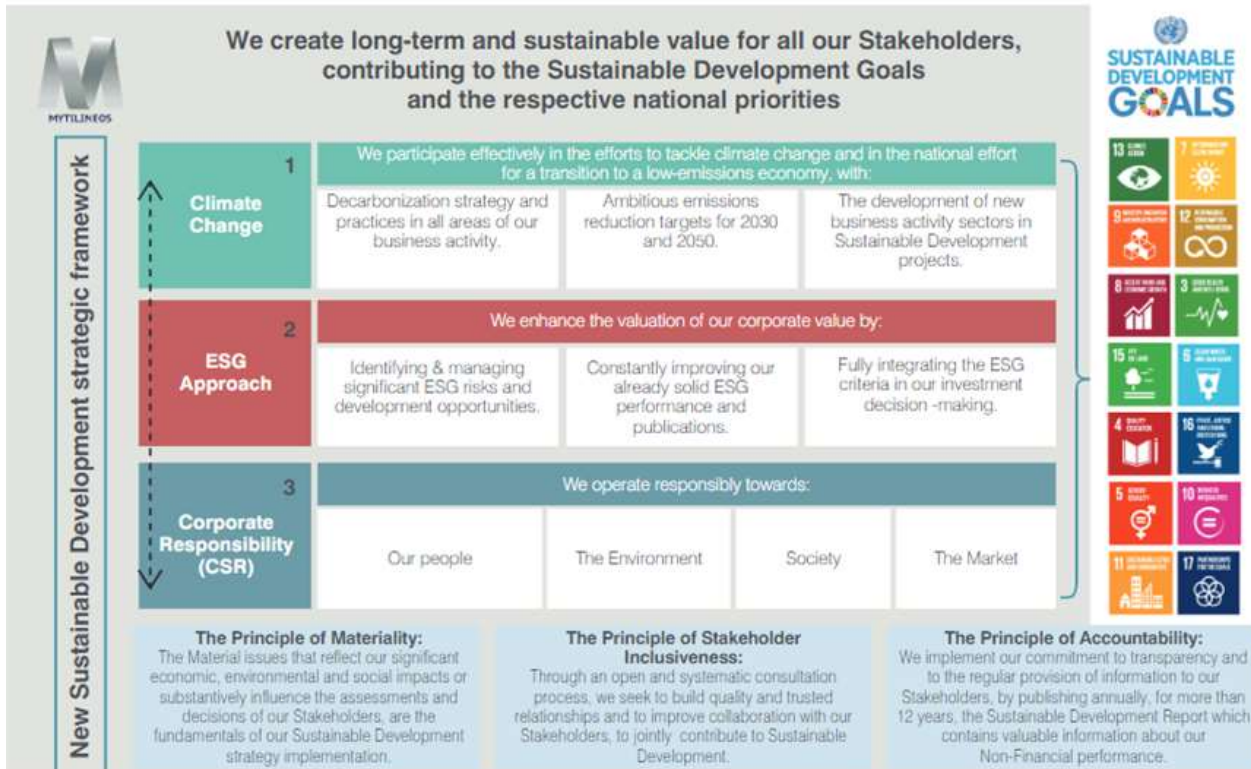 We create long-term and sustainable value for all our Stakeholders,
contributing to the Sustainable Development Goals
and the respective national priorities
MYTILINEOS
SUSTAINABLE
DEVELOPMENT
GOALS
New Sustainable Development strategic framework
1
Climate
Change
We participate effectively in the efforts to tackle climate change and in the national effort
for a transition to a low-emissions economy, with:
Decarbonization strategy and
practices in all areas of our
business activity.
Ambitious emissions
reduction targets for 2030
and 2050.
The development of new
business activity sectors in
Sustainable Development
projects.
2
ESG
Approach
We enhance the valuation of our corporate value by:
Identifying & managing
significant ESG risks and
development opportunities.
Constantly improving our
already solid ESG
performance and
publications.
Fully integrating the ESG
criteria in our investment
decision -making.
3
Corporate
Responsibility
(CSR)
We operate responsibly towards:
Our people
The Environment
Society
The Market
13 CLIMATE
ACTION
7
9
12
8
3
15
6
4 QUALITY
EDUCATION
16
5 GENDER
EQUALITY
10
11
17 PARTNERSHIPS
FOR THE GOALS
The Principle of Materiality:
The Material issues that reflect our significant
economic, environmental and social impacts or
substantively influence the assessments and
decisions of our Stakeholders, are the
fundamentals of our Sustainable Development
strategy implementation.
The Principle of Stakeholder
Inclusiveness:
Through an open and systematic consultation
process, we seek to build quality and trusted
relationships and to improve collaboration with our
Stakeholders, to jointly contribute to Sustainable
Development.
The Principle of Accountability:
We implement our commitment to transparency and
to the regular provision of information to our
Stakeholders, by publishing annually, for more than
12 years, the Sustainable Development Report which
contains valuable information about our
Non-Financial performance.